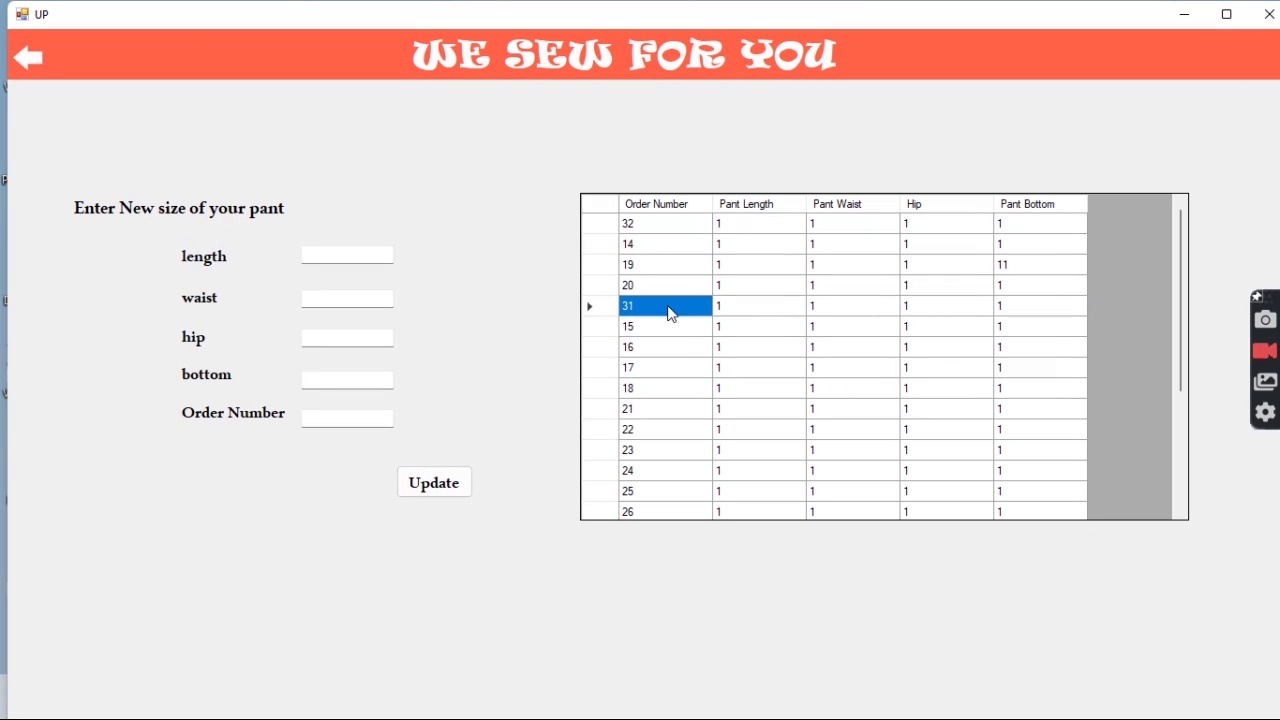 UP
WE SEW FOR YOU
Enter New size of your pant
length
waist
hip
bottom
Order Number
Update
Order Number Pant Length Pant Waist Hip Pant Bottom
32 1 1 1 1
14 1 1 1 1
19 1 1 1 11
20 1 1 1 1
31 1 1 1 1
15 1 1 1 1
16 1 1 1 1
17 1 1 1 1
18 1 1 1 1
21 1 1 1 1
22 1 1 1 1
23 1 1 1 1
24 1 1 1 1
25 1 1 1 1
26 1 1 1 1